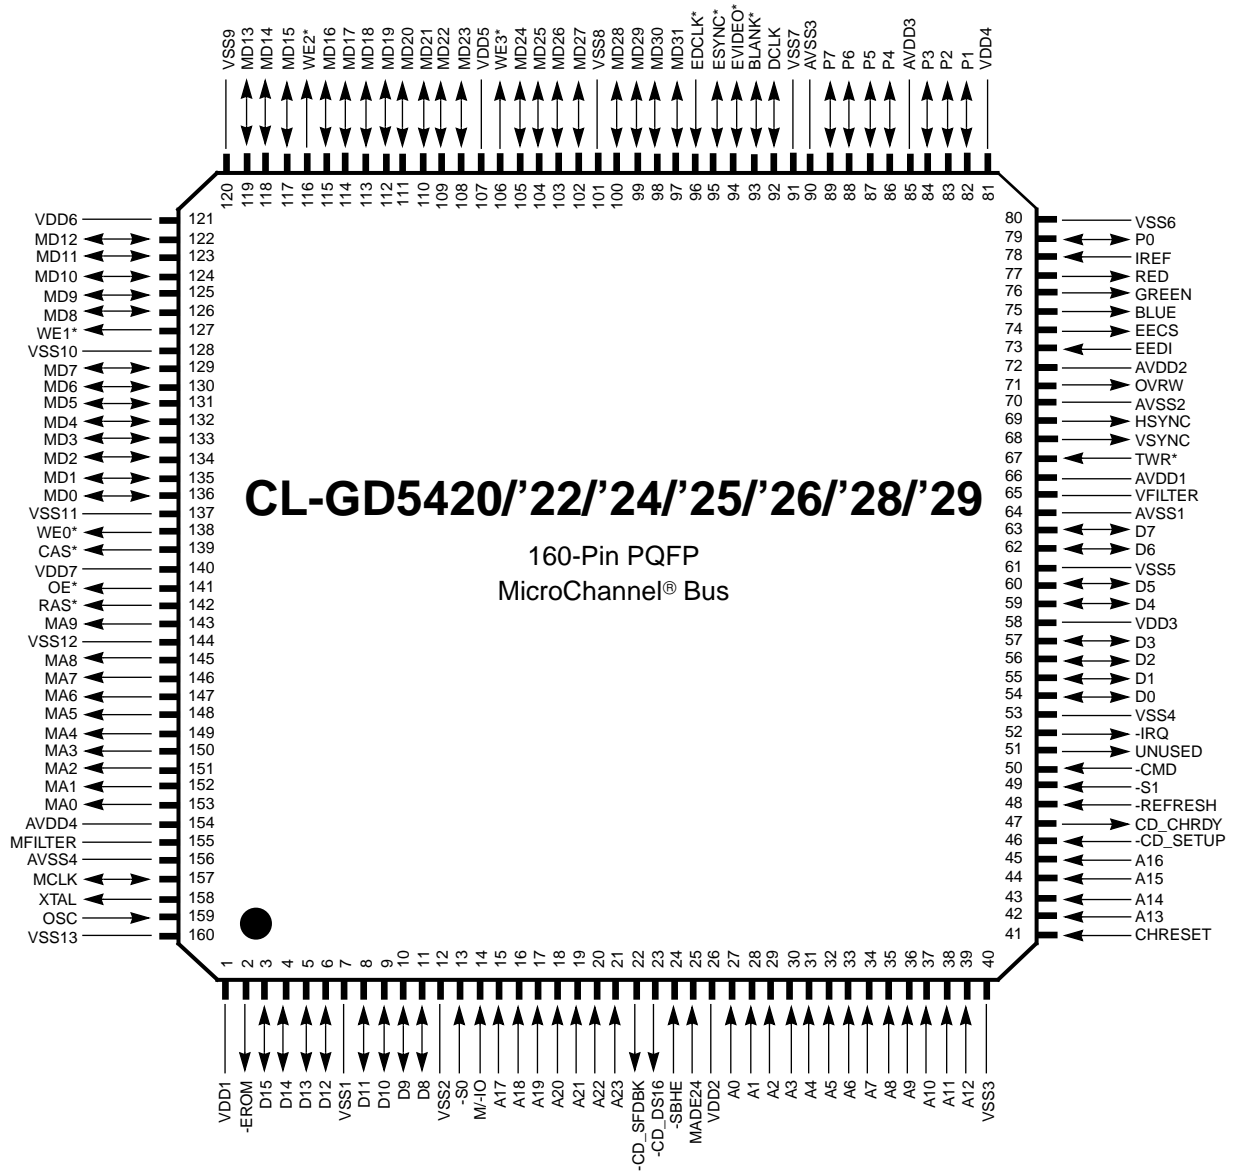 VSS9 MD13 MD14 MD15 WE2* MD16 MD17 MD18 MD19 MD20 MD21 MD22 MD23 VDD5 WE3* MD24 MD25 MD26 MD27 VSS8 MD28 MD29 MD30 MD31 EDCLK* ESYNC* EVIDEO* BLANK* DCLK VSS7 AVSS3 P7 P6 P5 P4 AVDD3 P3 P2 P1 VDD4
120 119 118 117 116 115 114 113 112 111 110 109 108 107 106 105 104 103 102 101 100 99 98 97 96 95 94 93 92 91 90 89 88 87 86 85 84 83 82 81
VDD6 121
MD12 122
MD11 123
MD10 124
MD9 125
MD8 126
WE1* 127
VSS10 128
MD7 129
MD6 130
MD5 131
MD4 132
MD3 133
MD2 134
MD1 135
MD0 136
VSS11 137
WE0* 138
CAS* 139
VDD7 140
OE* 141
RAS* 142
MA9 143
VSS12 144
MA8 145
MA7 146
MA6 147
MA5 148
MA4 149
MA3 150
MA2 151
MA1 152
MA0 153
AVDD4 154
MFILTER 155
AVSS4 156
MCLK 157
XTAL 158
OSC 159
VSS13 160
CL-GD5420/’22/’24/’25/’26/’28/’29
160-Pin PQFP
MicroChannel® Bus
80 VSS6
79 P0
78 IREF
77 RED
76 GREEN
75 BLUE
74 EECS
73 EEDI
72 AVDD2
71 OVRW
70 AVSS2
69 HSYNC
68 VSYNC
67 TWR*
66 AVDD1
65 VFILTER
64 AVSS1
63 D7
62 D6
61 VSS5
60 D5
59 D4
58 VDD3
57 D3
56 D2
55 D1
54 D0
53 VSS4
52 -IRQ
51 UNUSED
50 -CMD
49 -S1
48 -REFRESH
47 CD_CHRDY
46 -CD_SETUP
45 A16
44 A15
43 A14
42 A13
41 CHRESET
1 2 3 4 5 6 7 8 9 10 11 12 13 14 15 16 17 18 19 20 21 22 23 24 25 26 27 28 29 30 31 32 33 34 35 36 37 38 39 40
VDD1 -EROM D15 D14 D13 D12 VSS1 D11 D10 D9 D8 VSS2 -S0 M/-IO A17 A18 A19 A20 A21 A22 A23 -CD_SFDBK -CD_DS16 -SBHE MADE24 VDD2 A0 A1 A2 A3 A4 A5 A6 A7 A8 A9 A10 A11 A12 VSS3